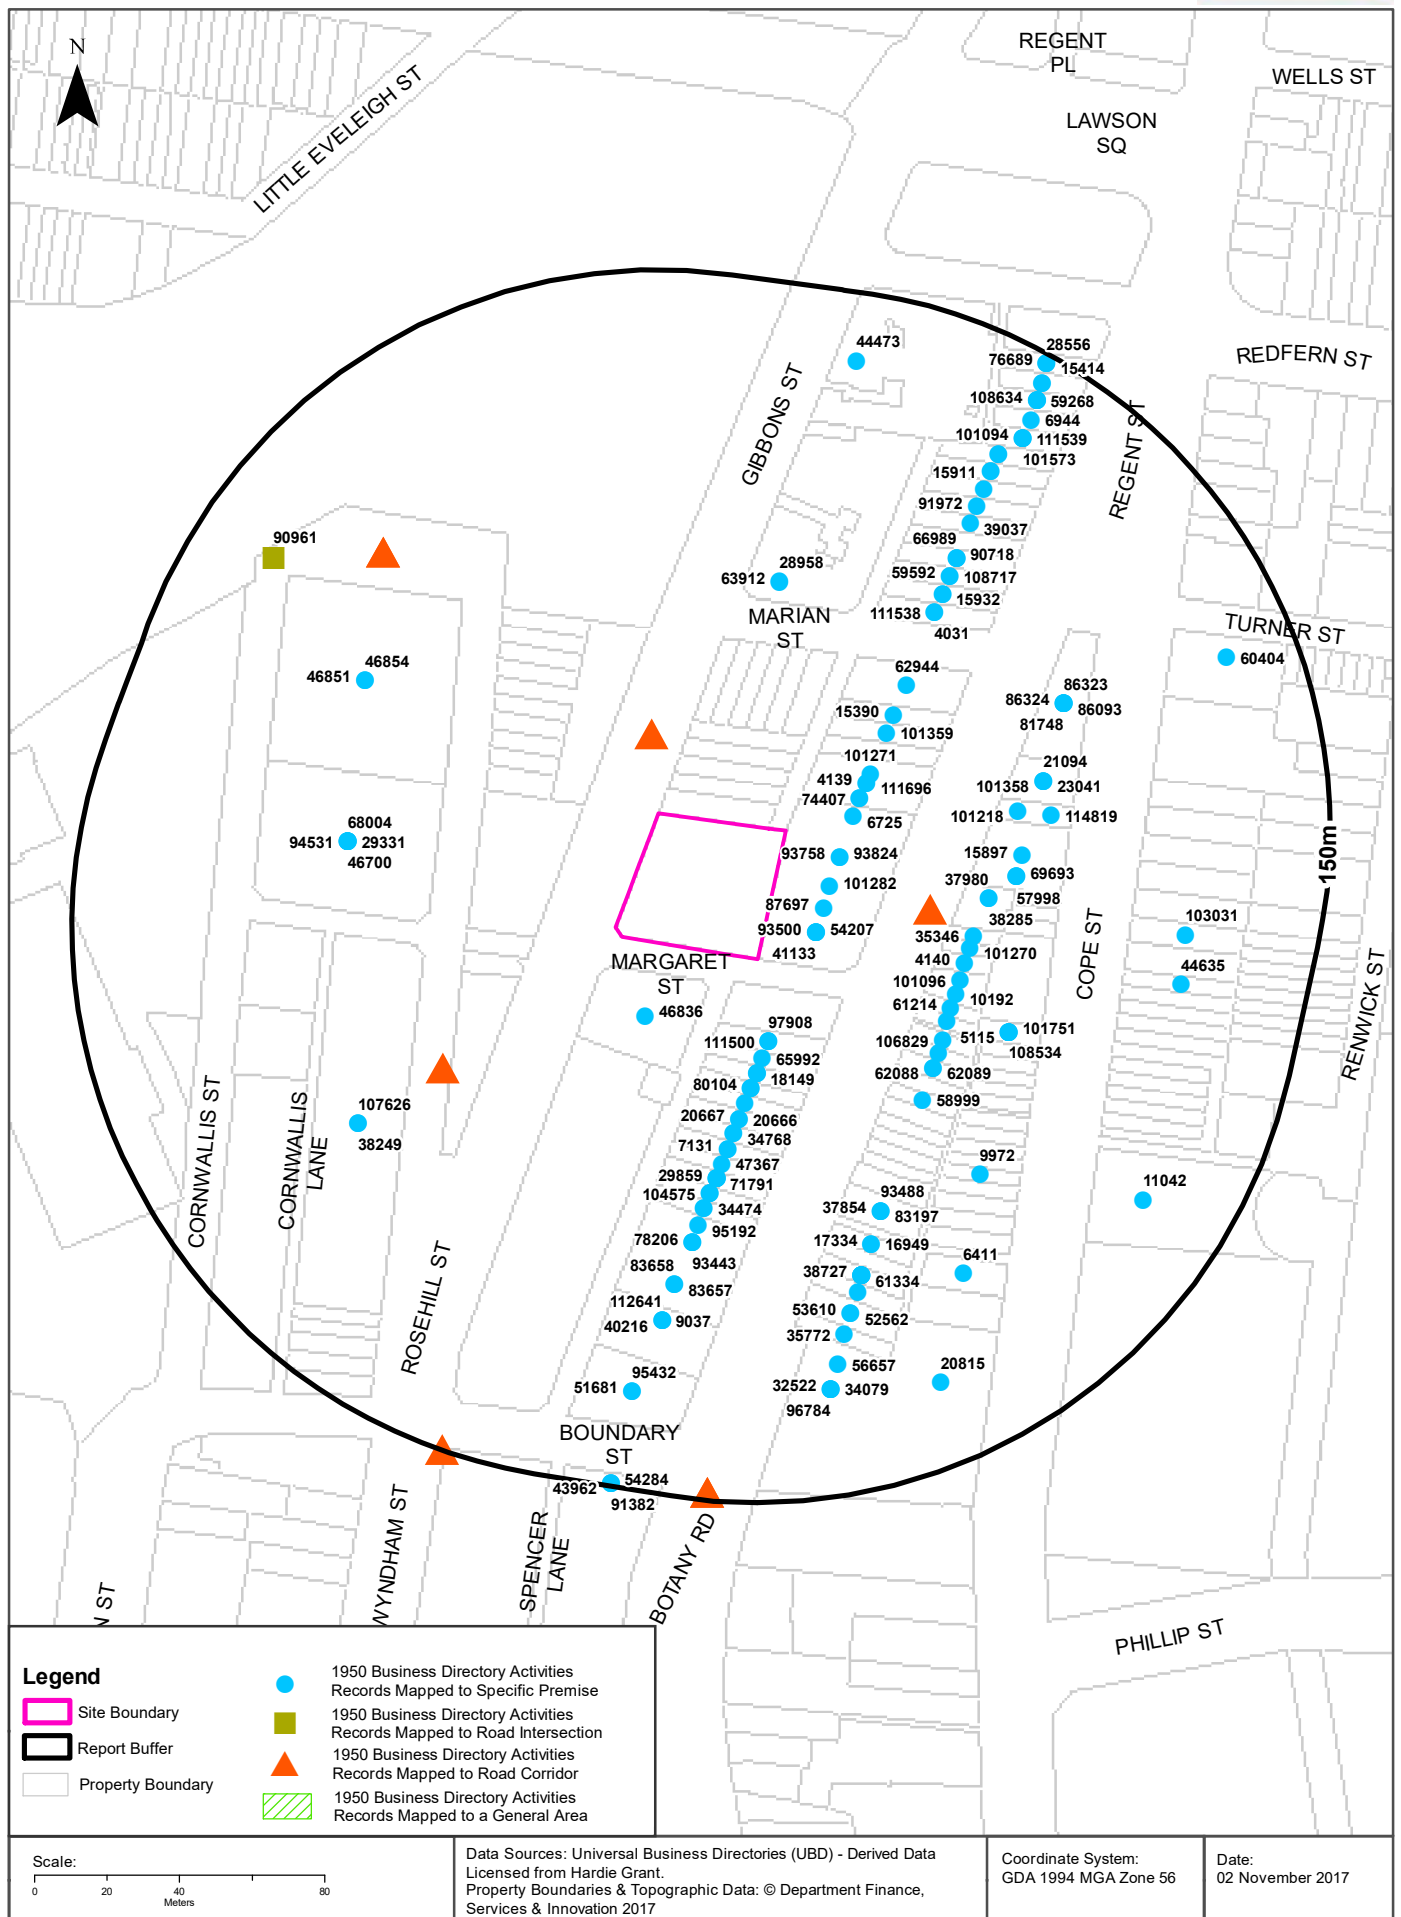 N
REGENT
PL
WELLS ST
LITTLE EVELEIGH ST
LAWSON
SQ
44473
28556
76689
15414
REDFERN ST
GIBBONS ST
108634
59268
6944
101094
111539
REGENT ST
101573
15911
91972
39037
90961
66989
90718
28958
63912
59592
108717
15932
111538
4031
MARIAN
ST
TURNER ST
60404
46854
46851
62944
86323
86324
86093
81748
15390
101359
101271
21094
4139
111696
101358
23041
74407
6725
101218
114819
68004
94531
29331
46700
150m
93758
93824
15897
69693
101282
37980
57998
87697
38285
103031
93500
54207
35346
41133
101270
COPE ST
4140
MARGARET
ST
44635
101096
10192
61214
RENWICK ST
46836
97908
101751
111500
106829
5115
108534
65992
62088
62089
18149
80104
58999
107626
20667
20666
38249
34768
7131
CORNWALLIS ST
CORNWALLIS
LANE
47367
9972
29859
71791
11042
104575
93488
37854
83197
34474
95192
78206
17334
16949
93443
83658
6411
ROSEHILL ST
38727
61334
83657
112641
53610
52562
40216
9037
35772
95432
56657
20815
51681
32522
34079
96784
BOUNDARY
ST
54284
43962
91382
WYNDHAM ST
SPENCER
LANE
BOTANY RD
N ST
PHILLIP ST
Legend
Site Boundary
Report Buffer
Property Boundary
1950 Business Directory Activities
Records Mapped to Specific Premise
1950 Business Directory Activities
Records Mapped to Road Intersection
1950 Business Directory Activities
Records Mapped to Road Corridor
1950 Business Directory Activities
Records Mapped to a General Area
Scale:
0 20 40 80
Meters
Data Sources: Universal Business Directories (UBD) - Derived Data
Licensed from Hardie Grant.
Property Boundaries & Topographic Data: © Department Finance,
Services & Innovation 2017
Coordinate System:
GDA 1994 MGA Zone 56
Date:
02 November 2017